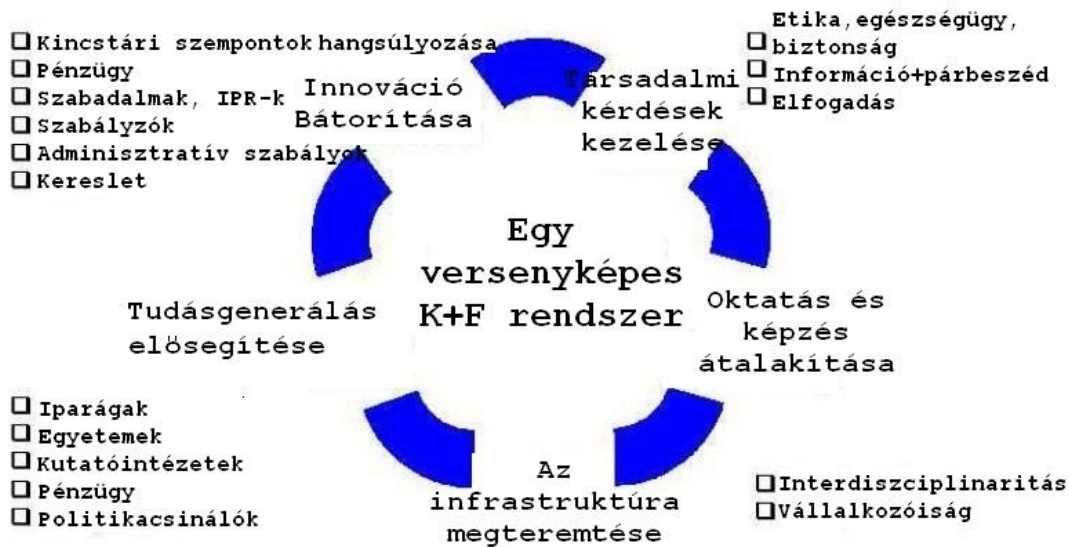 ❑ Kincstári szempontok hangsúlyozása
❑ Pénzügy
❑ Szabadalmak, IPR-k
❑ Szabályzók
❑ Adminisztratív szabályok
❑ Kereslet
Innováció
Bátorítása
Társadalmi
kérdések
kezelése
Etika, egészségügy,
❑ biztonság
❑ Információ+párbeszéd
❑ Elfogadás
Egy
versenyképes
K+F rendszer
Tudásgenerálás
elösegítése
Oktatás és
képzés
átalakítása
❑ Iparágak
❑ Egyetemek
❑ Kutatóintézetek
❑ Pénzügy
❑ Politikacsinálók
Az
infrastruktúra
megteremtése
❑ Interdiszciplinaritás
❑ Vállalkozóiság